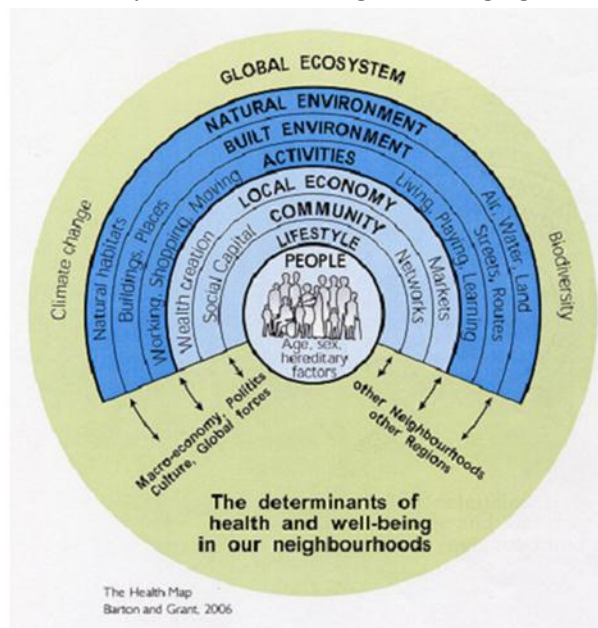 GLOBAL ECOSYSTEM
NATURAL ENVIRONMENT
BUILT ENVIRONMENT
ACTIVITIES
LOCAL ECONOMY
COMMUNITY
LIFESTYLE
PEOPLE
Age, sex,
hereditary
factors
Climate change
Natural habitats
Buildings, Places
Working, Shopping, Moving
Wealth creation
Social Capital
Networks
Markets
Living, Playing, Learning
Streets, Routes
Air, Water, Land
Biodiversity
Macro-economy, Politics
Culture, Global forces
other Neighbourhoods
other Regions
The determinants of
health and well-being
in our neighbourhoods
The Health Map
Barton and Grant, 2006